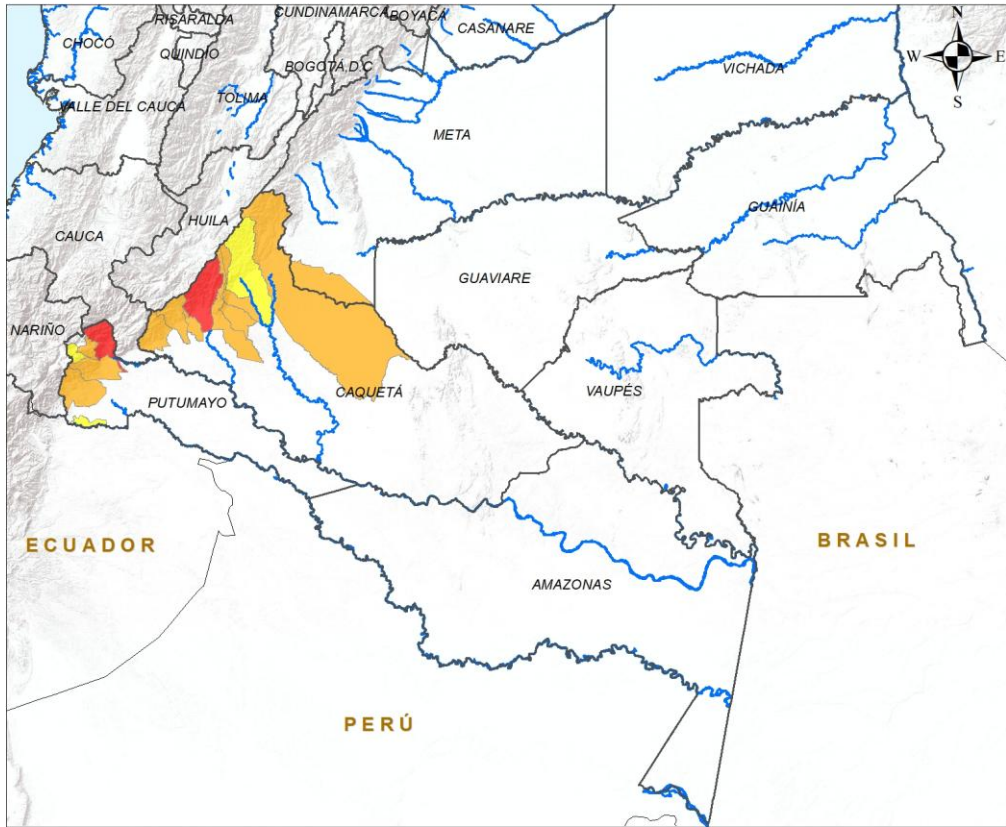 CUNDINAMARCA
BOYACÁ
RISARALDA
CASANARE
N
CHOCÓ
QUINDÍO
BOGOTÁ D.C
VICHADA
W
E
S
VALLE DEL CAUCA
TOLIMA
META
HUILA
GUAINÍA
CAUCA
GUAVIARE
NARIÑO
CAQUETÁ
VAUPÉS
PUTUMAYO
ECUADOR
BRASIL
AMAZONAS
PERÚ